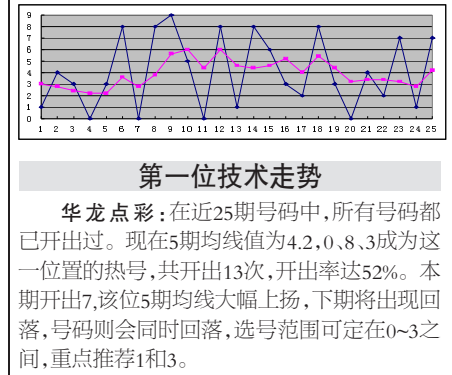 9
8
7
6
5
4
3
2
1
0
1 2 3 4 5 6 7 8 9 10 11 12 13 14 15 16 17 18 19 20 21 22 23 24 25
第一位技术走势
华龙点彩:在近25期号码中,所有号码都
已开出过。现在5期均线值为4.2,0、8、3成为这
一位置的热号,共开出13次,开出率达52%。本
期开出7,该位5期均线大幅上扬,下期将出现回
落,号码则会同时回落,选号范围可定在0~3之
间,重点推荐1和3。